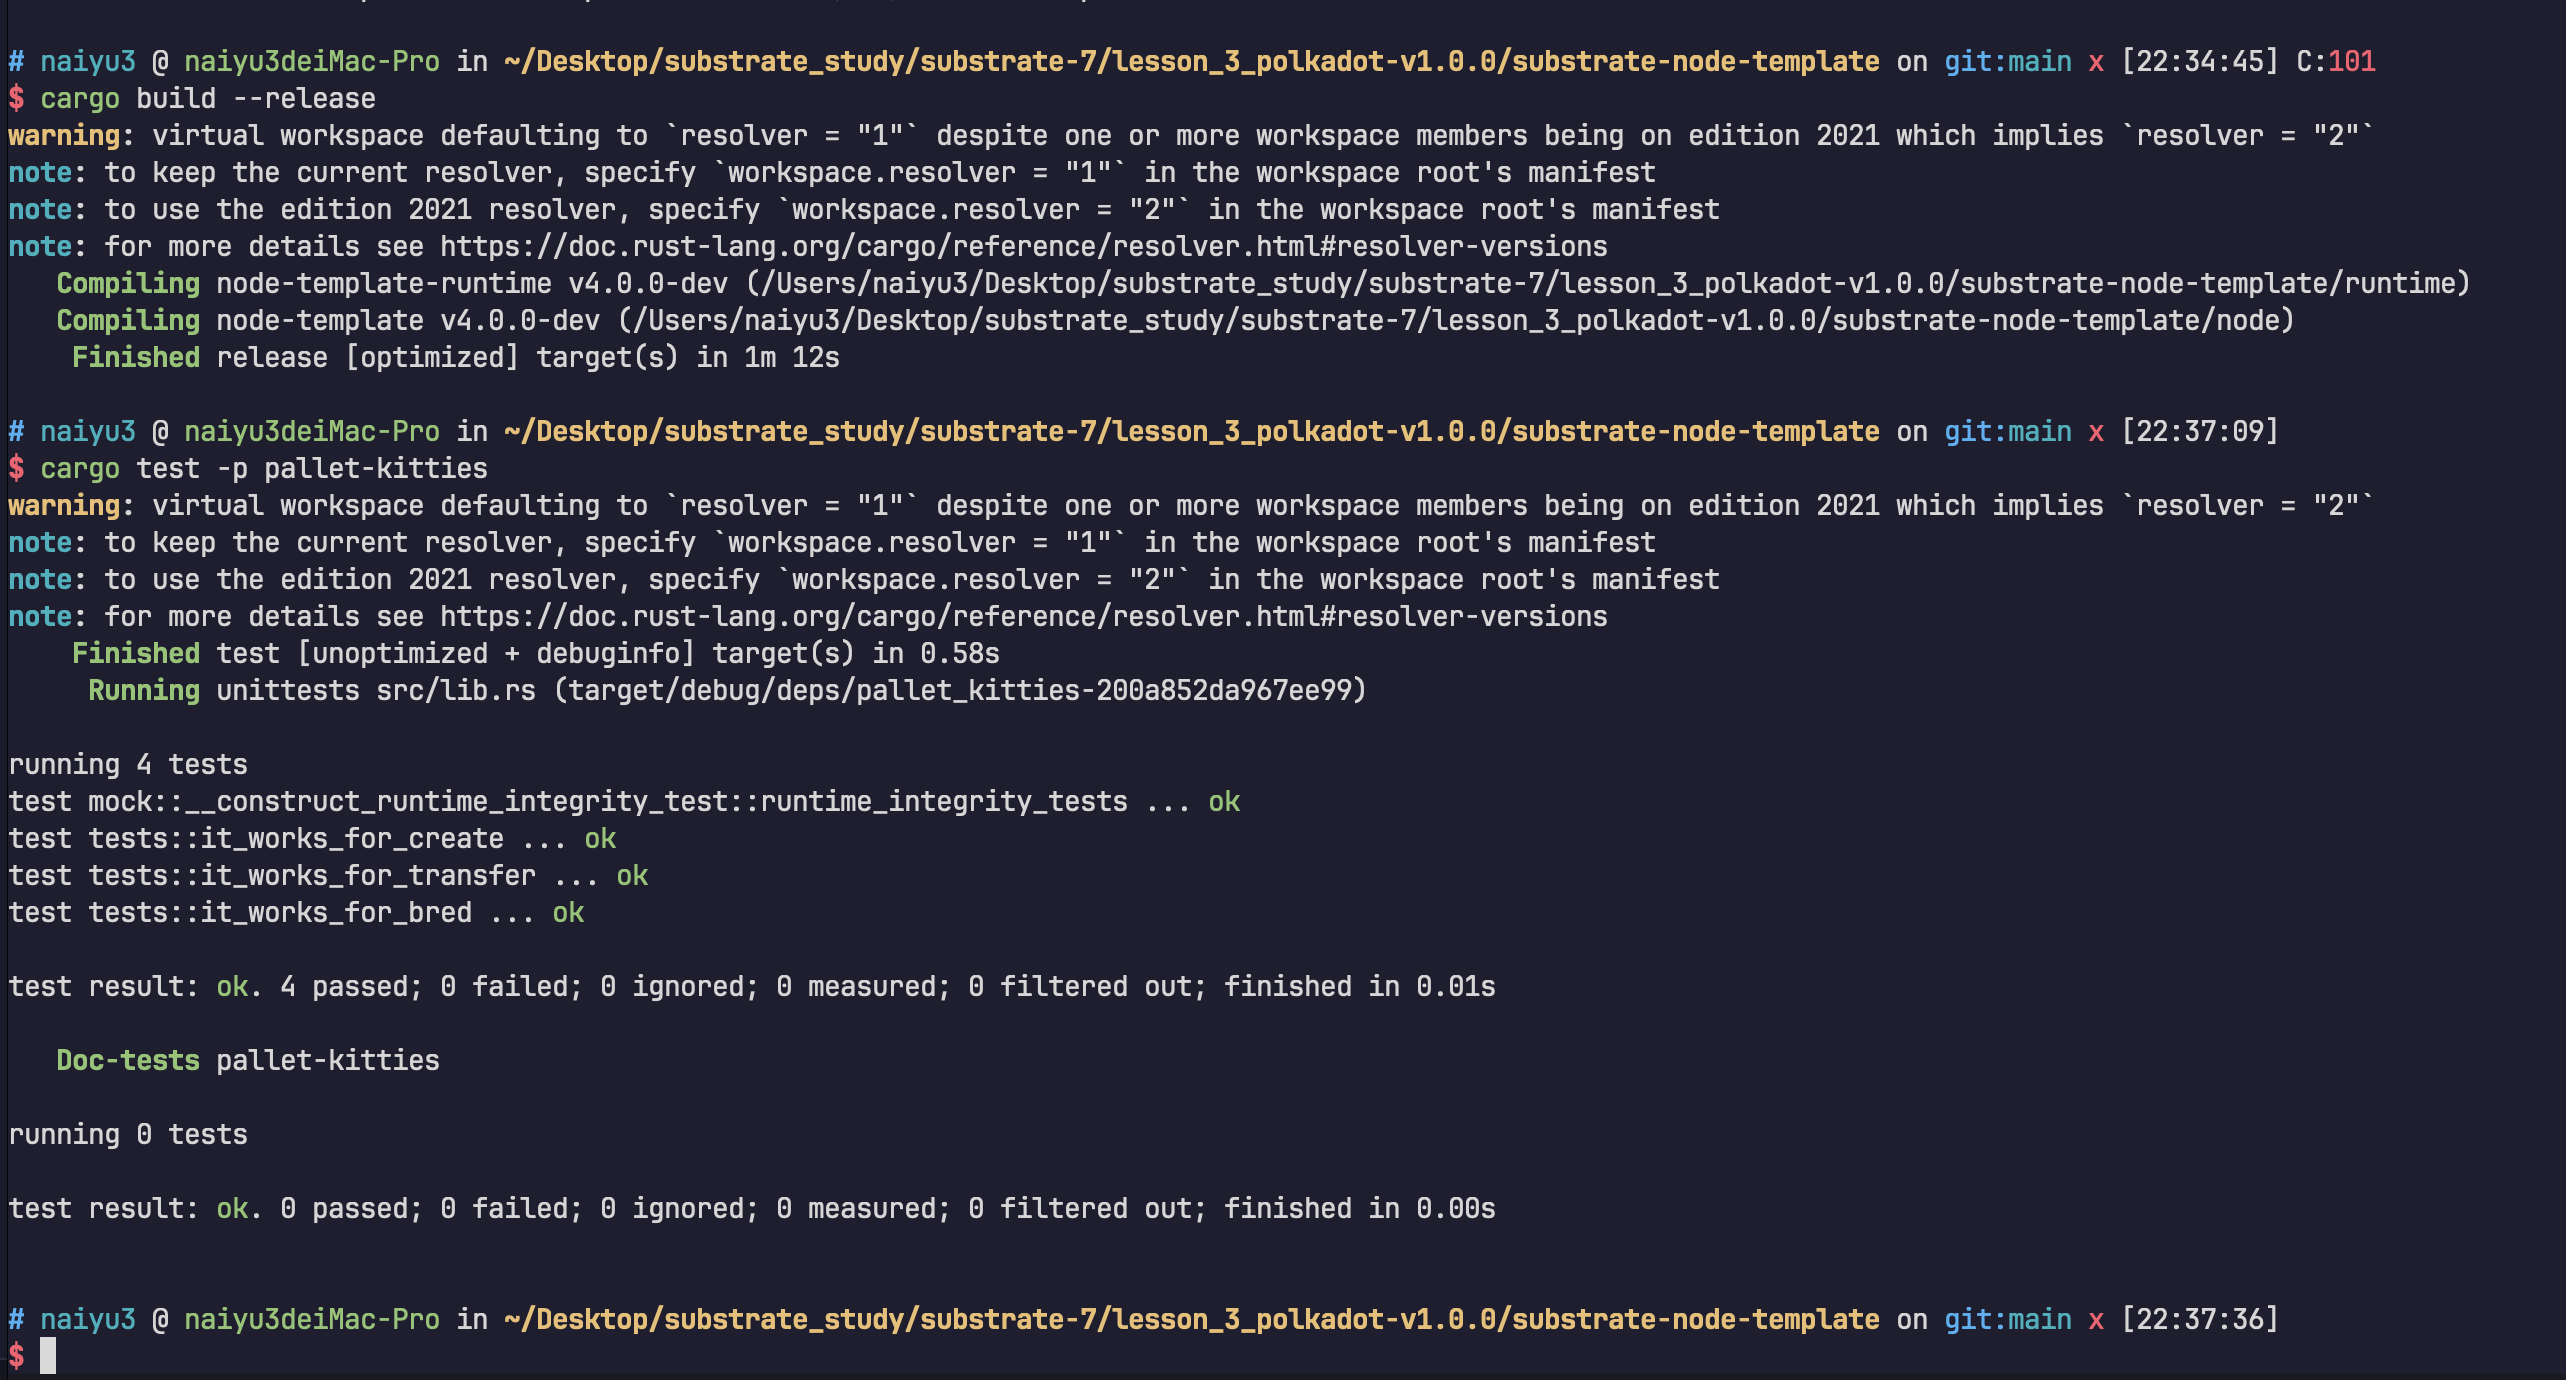 # naiyu3 @ naiyu3deiMac-Pro in ~/Desktop/substrate_study/substrate-7/lesson_3_polkadot-v1.0.0/substrate-node-template on git:main x [22:34:45] C:101
$ cargo build --release
warning: virtual workspace defaulting to `resolver = "1"` despite one or more workspace members being on edition 2021 which implies `resolver = "2"`
note: to keep the current resolver, specify `workspace.resolver = "1"` in the workspace root's manifest
note: to use the edition 2021 resolver, specify `workspace.resolver = "2"` in the workspace root's manifest
note: for more details see https://doc.rust-lang.org/cargo/reference/resolver.html#resolver-versions
Compiling node-template-runtime v4.0.0-dev (/Users/naiyu3/Desktop/substrate_study/substrate-7/lesson_3_polkadot-v1.0.0/substrate-node-template/runtime)
Compiling node-template v4.0.0-dev (/Users/naiyu3/Desktop/substrate_study/substrate-7/lesson_3_polkadot-v1.0.0/substrate-node-template/node)
Finished release [optimized] target(s) in 1m 12s
# naiyu3 @ naiyu3deiMac-Pro in ~/Desktop/substrate_study/substrate-7/lesson_3_polkadot-v1.0.0/substrate-node-template on git:main x [22:37:09]
$ cargo test -p pallet-kitties
warning: virtual workspace defaulting to `resolver = "1"` despite one or more workspace members being on edition 2021 which implies `resolver = "2"`
note: to keep the current resolver, specify `workspace.resolver = "1"` in the workspace root's manifest
note: to use the edition 2021 resolver, specify `workspace.resolver = "2"` in the workspace root's manifest
note: for more details see https://doc.rust-lang.org/cargo/reference/resolver.html#resolver-versions
Finished test [unoptimized + debuginfo] target(s) in 0.58s
Running unittests src/lib.rs (target/debug/deps/pallet_kitties-200a852da967ee99)
running 4 tests
test mock::__construct_runtime_integrity_test::runtime_integrity_tests ... ok
test tests::it_works_for_create ... ok
test tests::it_works_for_transfer ... ok
test tests::it_works_for_bred ... ok
test result: ok. 4 passed; 0 failed; 0 ignored; 0 measured; 0 filtered out; finished in 0.01s
Doc-tests pallet-kitties
running 0 tests
test result: ok. 0 passed; 0 failed; 0 ignored; 0 measured; 0 filtered out; finished in 0.00s
# naiyu3 @ naiyu3deiMac-Pro in ~/Desktop/substrate_study/substrate-7/lesson_3_polkadot-v1.0.0/substrate-node-template on git:main x [22:37:36]
$